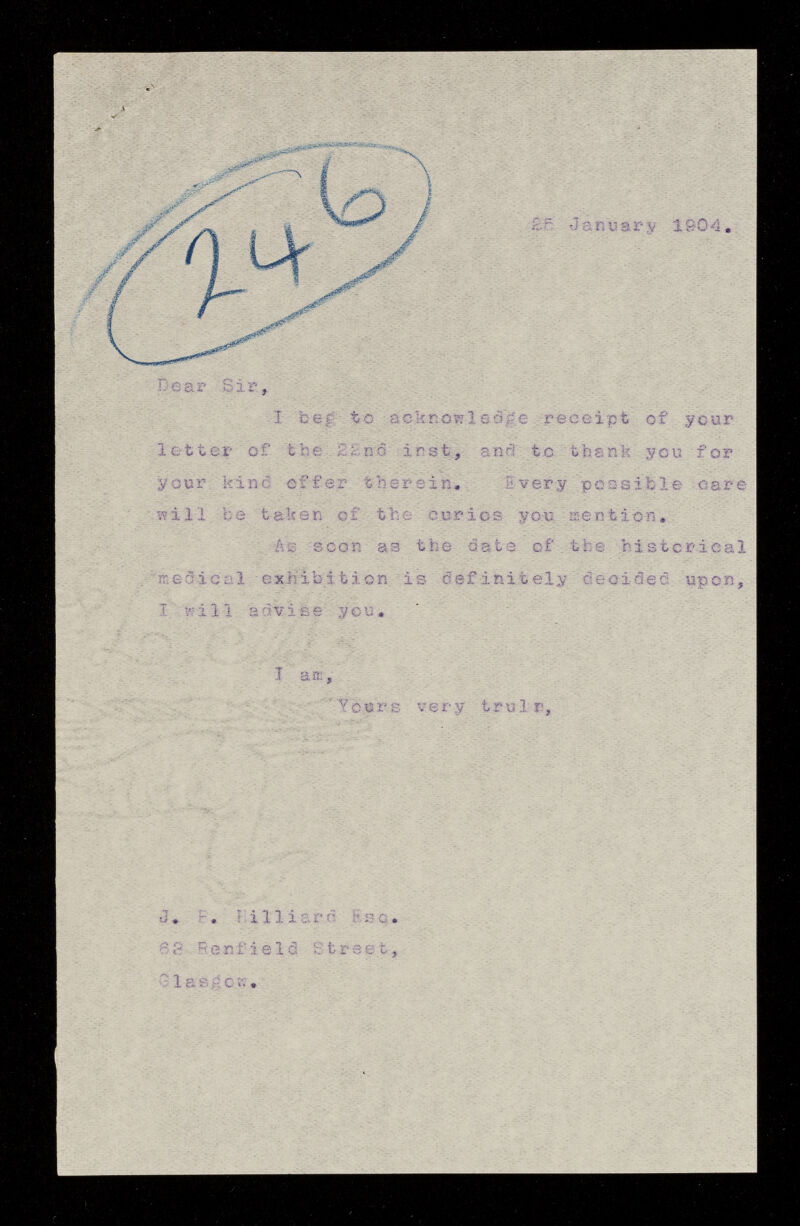 246
25 January 1904.
Dear Sir,
I beg to acknowledge receipt of your
letter of the 22nd inst, and to thank you for
your kind offer therein. Every possible care
will be taken of the curios you mention.
As soon as the date of the historical
medical exhibition is definitely decided upon,
I will advise you.
I am,
Yours very truly,
J. Hilliard Esq.
Renfield Street,
Glasgow.